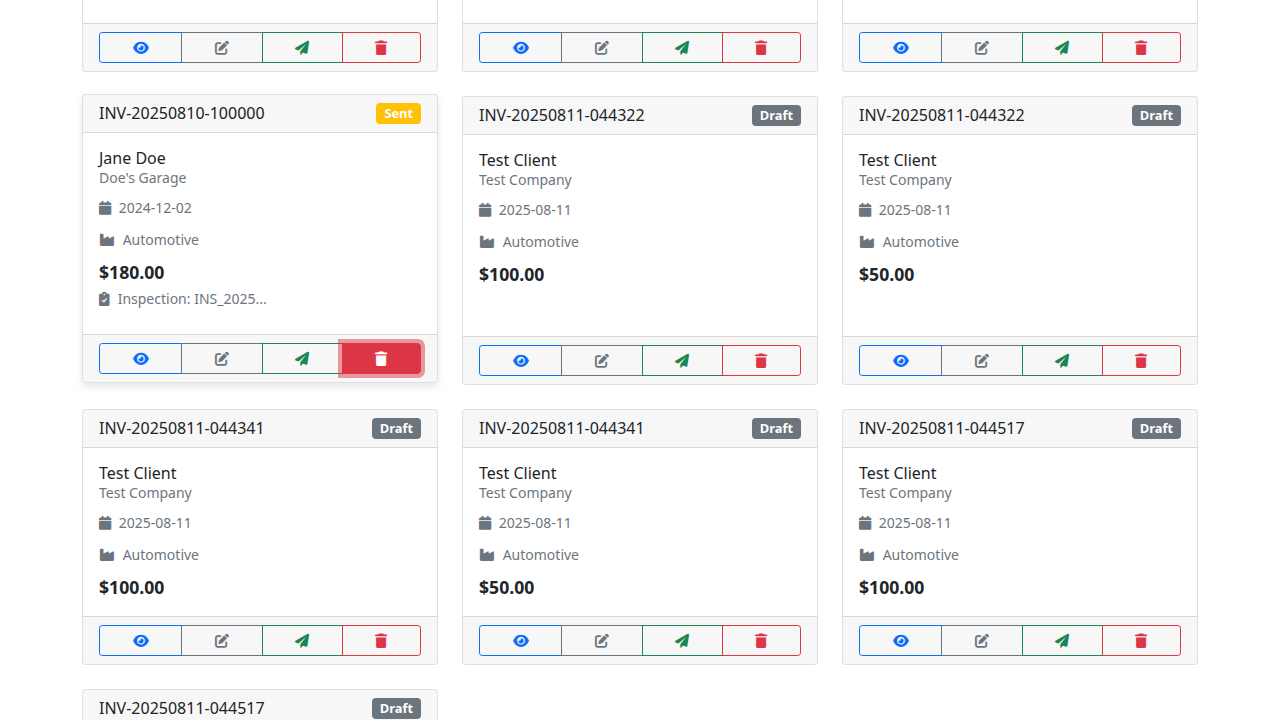 INV-20250810-100000 Sent
Jane Doe
Doe's Garage
2024-12-02
Automotive
$180.00
Inspection: INS_2025...
INV-20250811-044322 Draft
Test Client
Test Company
2025-08-11
Automotive
$100.00
INV-20250811-044322 Draft
Test Client
Test Company
2025-08-11
Automotive
$50.00
INV-20250811-044341 Draft
Test Client
Test Company
2025-08-11
Automotive
$100.00
INV-20250811-044341 Draft
Test Client
Test Company
2025-08-11
Automotive
$50.00
INV-20250811-044517 Draft
Test Client
Test Company
2025-08-11
Automotive
$100.00
INV-20250811-044517 Draft